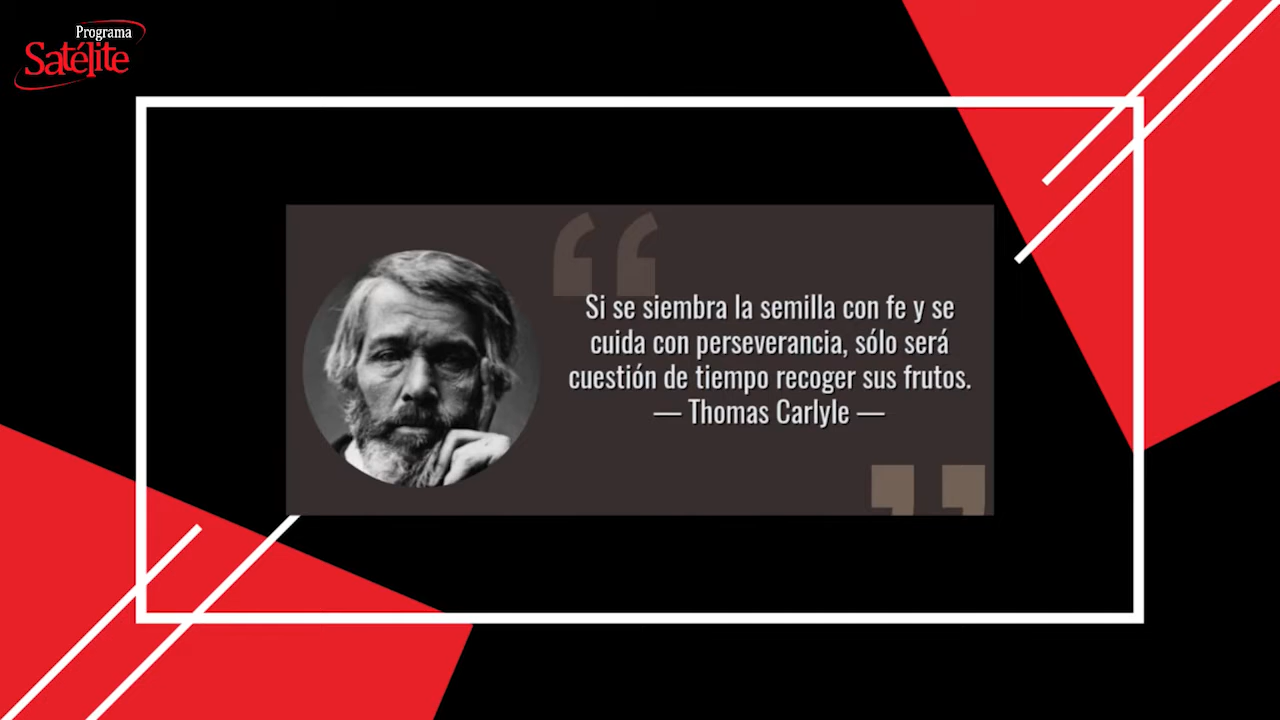 Programa
Satélite
Si se siembra la semilla con fe y se
cuida con perseverancia, sólo será
cuestión de tiempo recoger sus frutos.
— Thomas Carlyle —